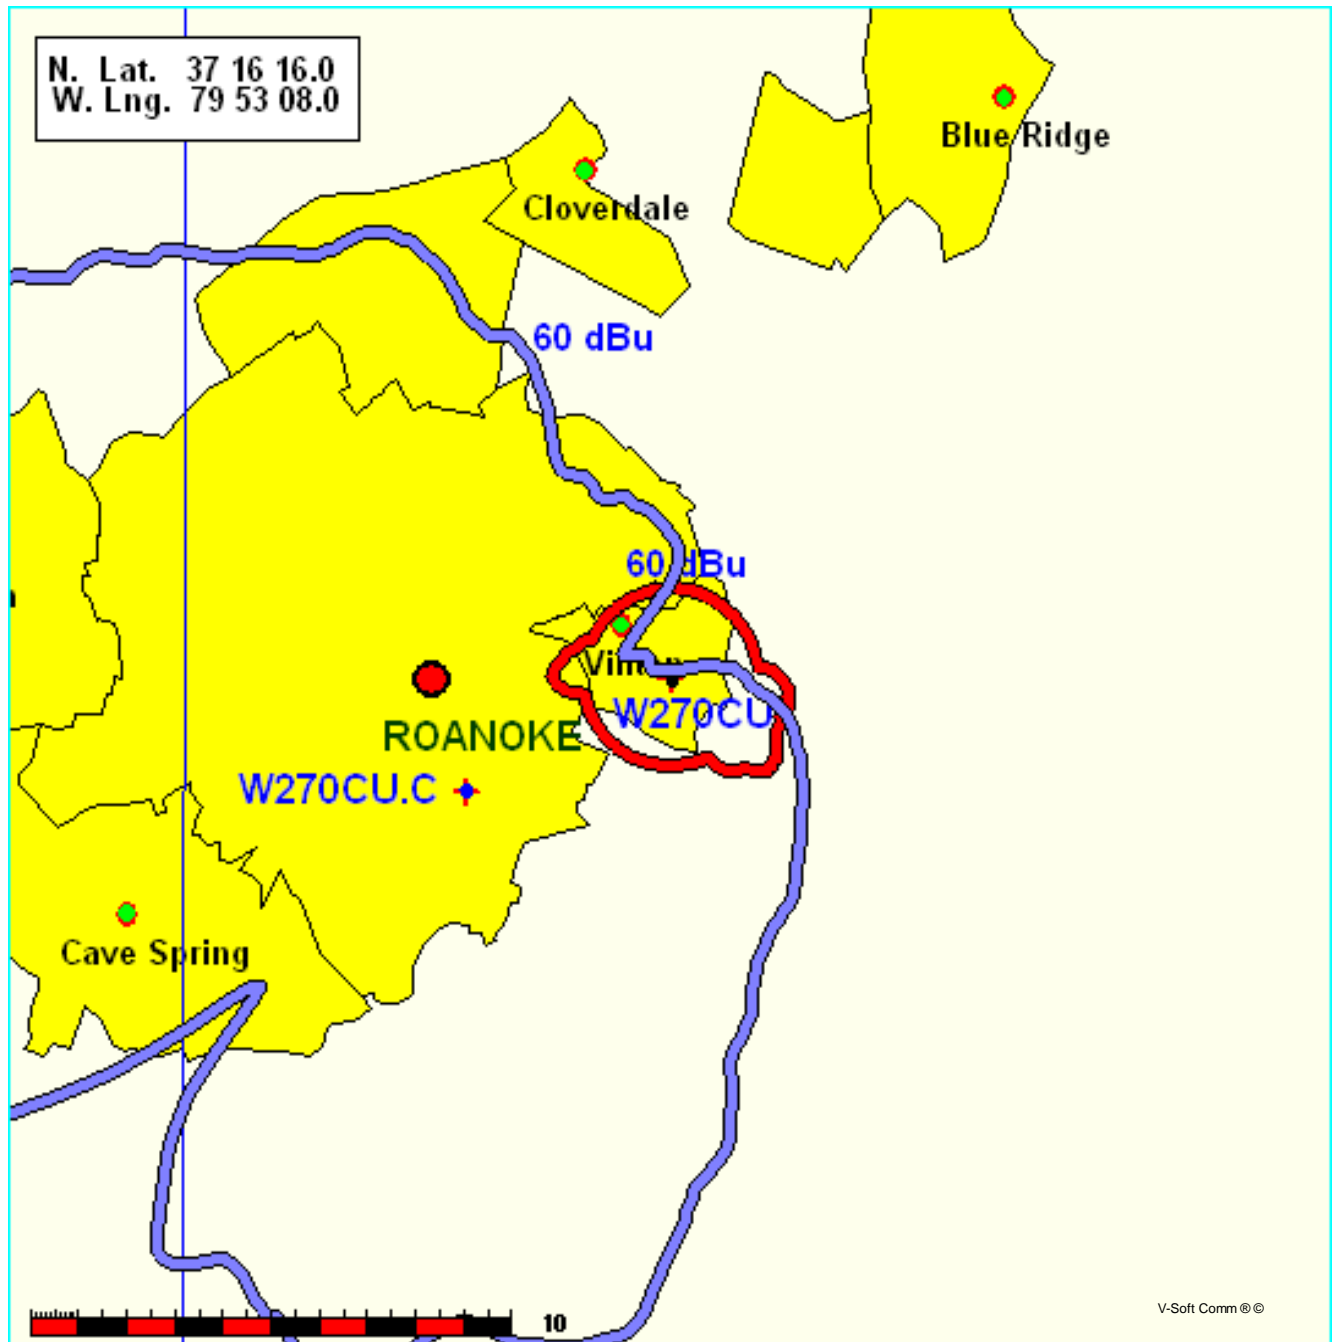 N. Lat. 37 16 16.0
W. Lng. 79 53 08.0
Blue Ridge
Cloverdale
60 dBu
60 dBu
W270CU
ROANOKE
W270CU.C
Cave Spring
10
V-Soft Comm ® ©